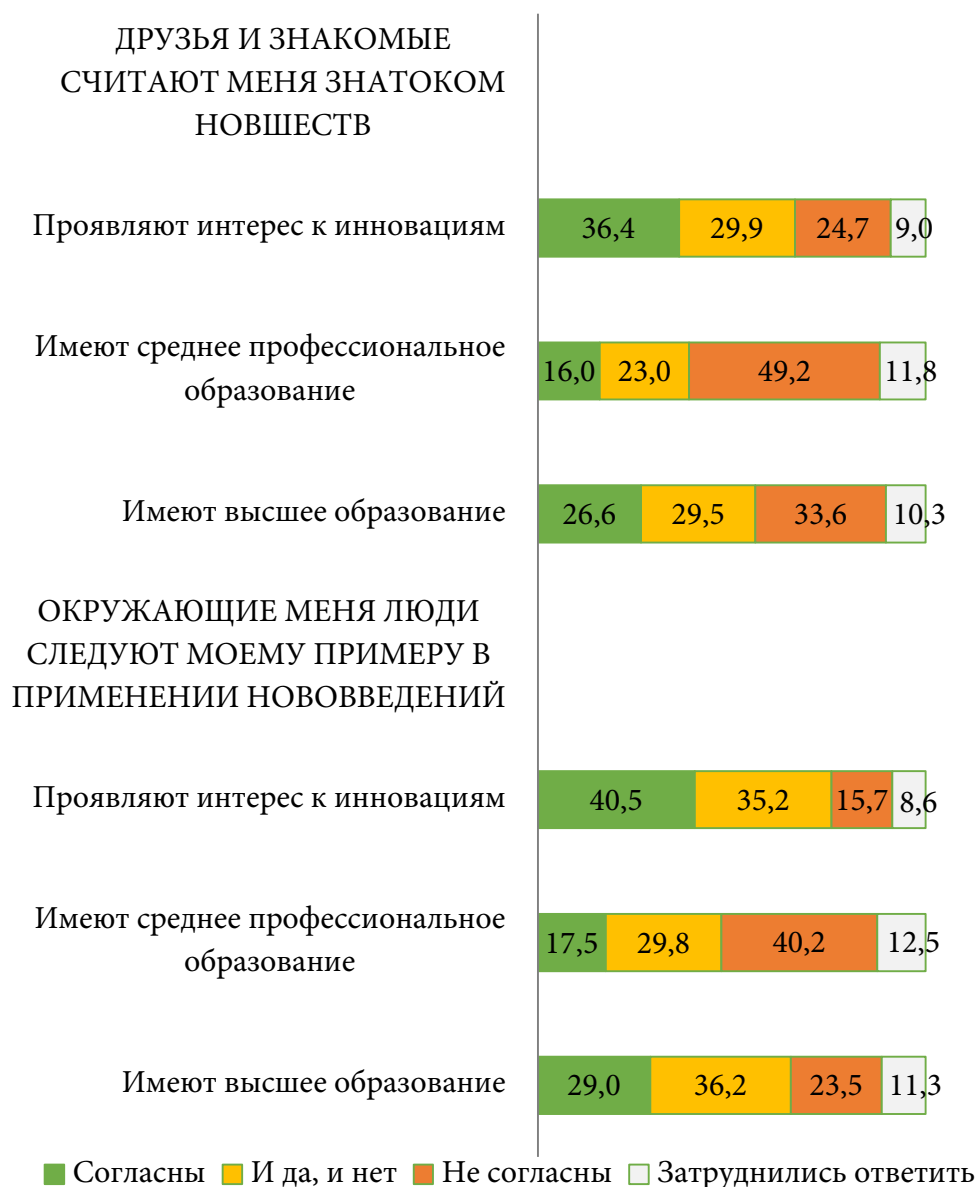 ДРУЗЬЯ И ЗНАКОМЫЕ
СЧИТАЮТ МЕНЯ ЗНАТОКОМ
НОВШЕСТВ
Проявляют интерес к инновациям
36,4 29,9 24,7 9,0
Имеют среднее профессиональное
образование
16,0 23,0 49,2 11,8
Имеют высшее образование
26,6 29,5 33,6 10,3
ОКРУЖАЮЩИЕ МЕНЯ ЛЮДИ
СЛЕДУЮТ МОЕМУ ПРИМЕРУ В
ПРИМЕНЕНИИ НОВОВВЕДЕНИЙ
Проявляют интерес к инновациям
40,5 35,2 15,7 8,6
Имеют среднее профессиональное
образование
17,5 29,8 40,2 12,5
Имеют высшее образование
29,0 36,2 23,5 11,3
Согласны И да, и нет Не согласны Затруднились ответить